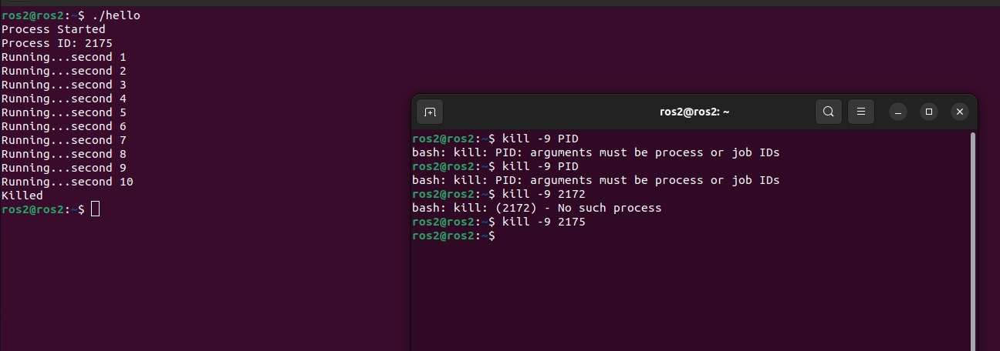 ros2@ros2:~$ ./hello
Process Started
Process ID: 2175
Running...second 1
Running...second 2
Running...second 3
Running...second 4
Running...second 5
Running...second 6
Running...second 7
Running...second 8
Running...second 9
Running...second 10
Killed
ros2@ros2:~$
ros2@ros2: ~
ros2@ros2:~$ kill -9 PID
bash: kill: PID: arguments must be process or job IDs
ros2@ros2:~$ kill -9 PID
bash: kill: PID: arguments must be process or job IDs
ros2@ros2:~$ kill -9 2172
bash: kill: (2172) - No such process
ros2@ros2:~$ kill -9 2175
ros2@ros2:~$